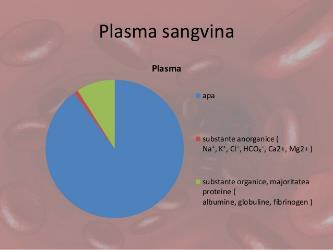 Plasma sangvina
Plasma
apa
substante anorganice (
Na⁺, K⁺, Cl⁻, HCO₃⁻, Ca2+, Mg2+ )
substante organice, majoritatea
proteine (
albumine, globuline, fibrinogen )